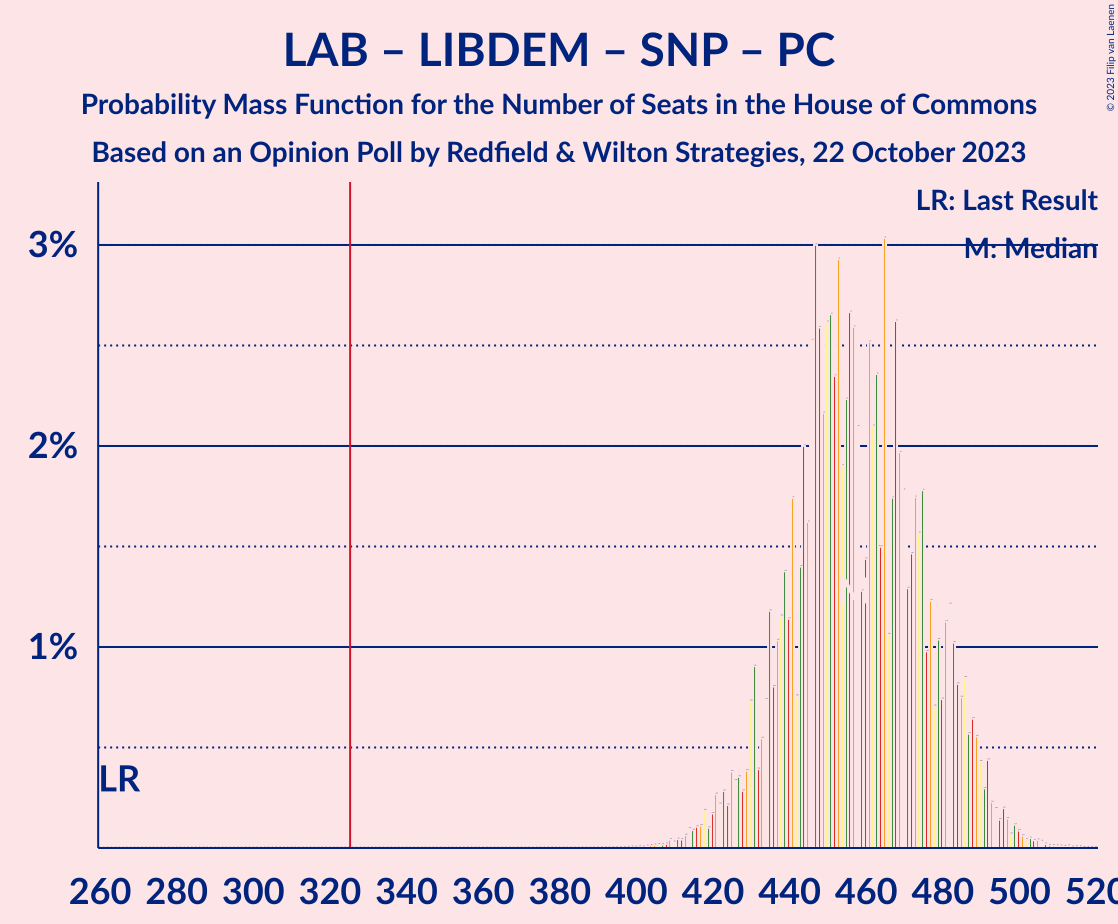 LAB – LIBDEM – SNP – PC
Probability Mass Function for the Number of Seats in the House of Commons
Based on an Opinion Poll by Redfield & Wilton Strategies, 22 October 2023
© 2023 Filip van Laenen
LR: Last Result
M: Median
3%
2%
1%
LR
260 280 300 320 340 360 380 400 420 440 460 480 500 520